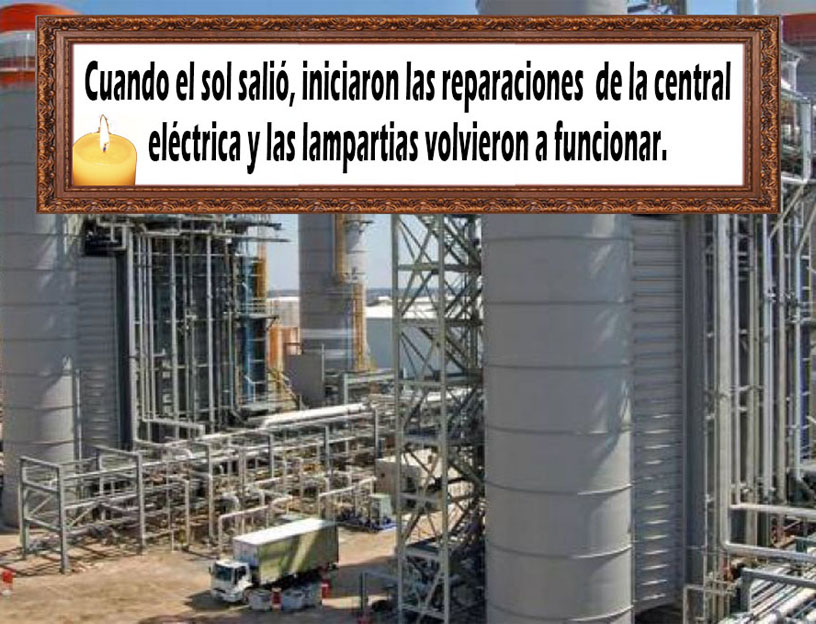 Cuando el sol salió, iniciaron las reparaciones de la central
eléctrica y las lampartias volvieron a funcionar.